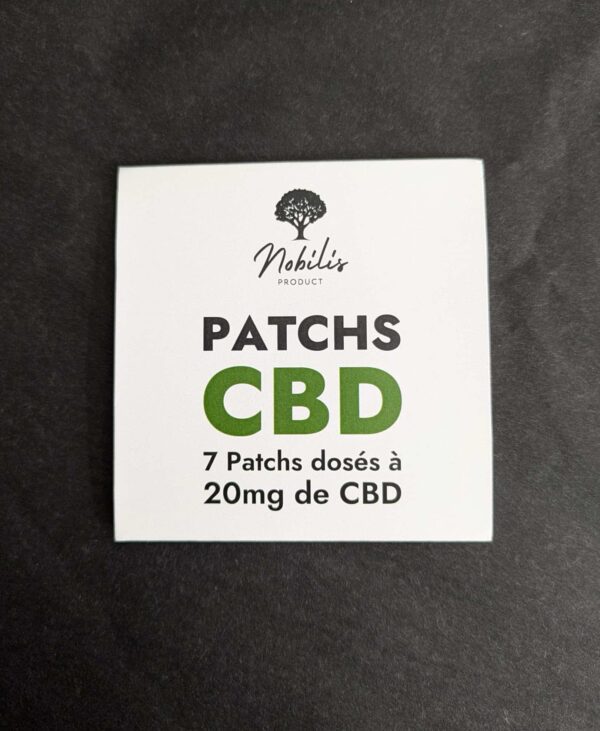 Nobilis
PRODUCT
PATCHS
CBD
7 Patchs dosés à
20mg de CBD